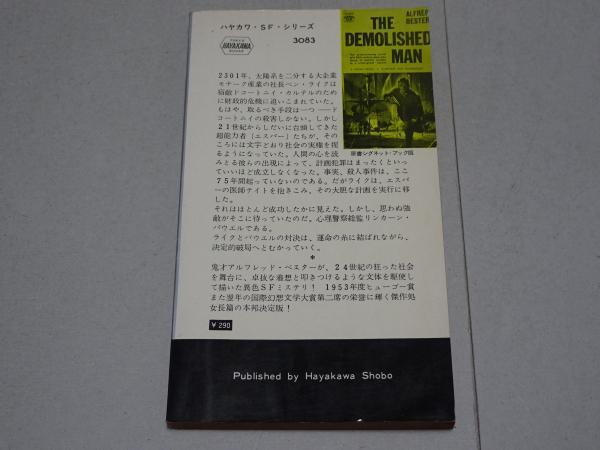 ハヤカワ・SF・シリーズ
HAYAKAWA
3083
ALFRED
BESTER
THE
DEMOLISHED
MAN
原書シグネット・ブック版
2301年、太陽系を二分する大企業
モナーク産業の社長ベン・ライクは
宿敵ドコートニイ・カルテルのため
に財政的危機に追いこまれていた。
もはや、取るべき手段は一つ――ド
コートニイの殺害しかない。しかし
21世紀からしだいに台頭してきた
超能力者［エスパー］たちが、その
ころには文字どおり社会の実権を握
るようになっていた。人間の心を読
みとる彼らの出現によって、計画犯罪はまったくといっ
ていいほど成立しなくなった。事実、殺人事件は、ここ
75年間起っていないのである。だがライクは、エスパ
ーの医師テイトを抱きこみ、その大胆な計画を実行に移
した。
それはほとんど成功したかに見えた。しかし、思わぬ強
敵がそこに待っていたのだ。心理警察総監リンカーン・
パウエルである。
ライクとパウエルの対決は、運命の糸に結ばれながら、
決定的破局へとむかっていく。
＊
鬼才アルフレッド・ベスターが、24世紀の狂った社会
を舞台に、卓抜な着想と叩きつけるような文体を駆使し
て描いた異色SFミステリ！ 1953年度ヒューゴー賞
また翌年の国際幻想文学大賞第二席の栄誉に輝く傑作処
女長篇の本邦決定版！
¥ 290
Published by Hayakawa Shobo